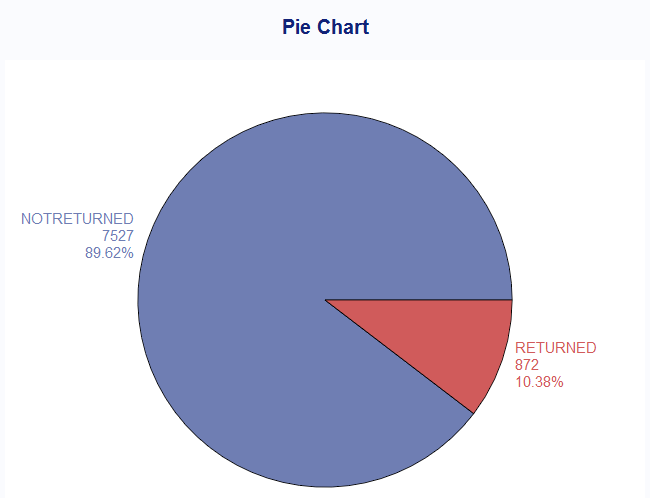 Pie Chart
NOTRETURNED
7527
89.62%
RETURNED
872
10.38%